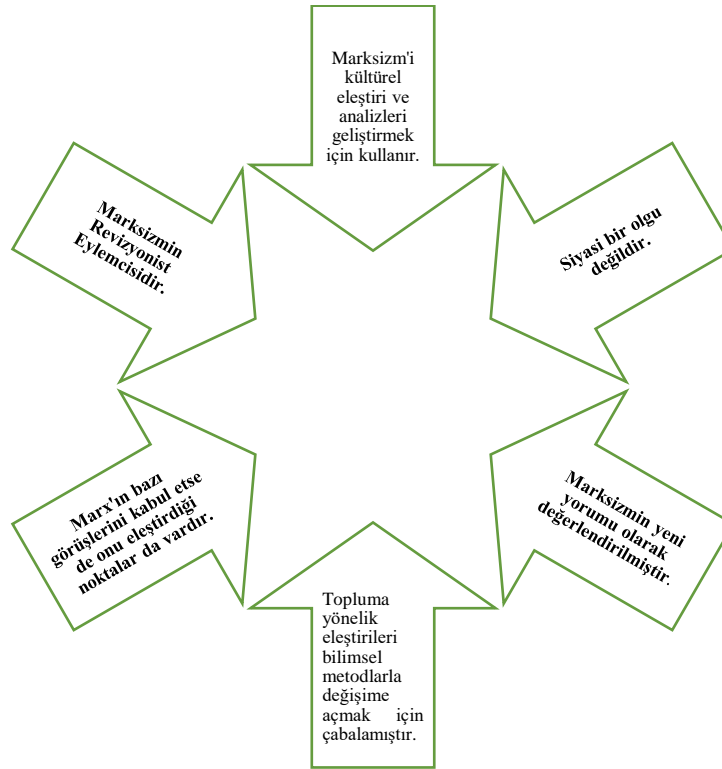 Marksizm'i
kültürel
eleştiri ve
analizleri
geliştirmek
için kullanır.
Siyasi bir olgu
değildir.
Marksizmin yeni
yorumu olarak
değerlendirilmiştir.
Topluma
yönelik
eleştirileri
bilimsel
metodlarla
değişime
açmak için
çabalamıştır.
Marx'ın bazı
görüşlerini kabul etse
de onu eleştirdiği
noktalar da vardır.
Marksizmin
Revizyonist
Eylemcisidir.